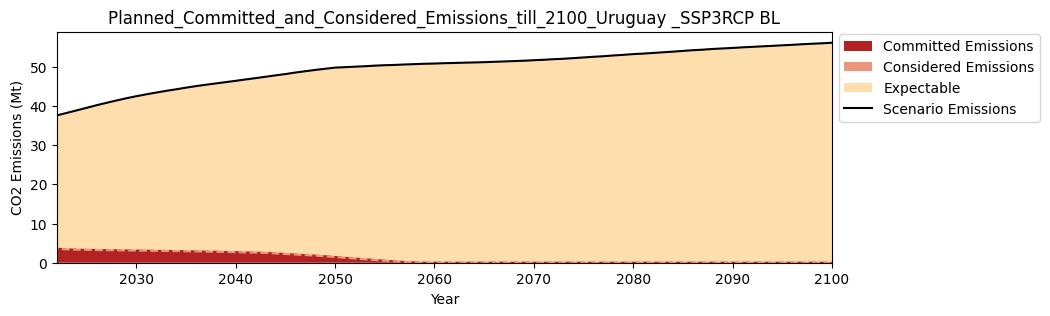 Planned_Committed_and_Considered_Emissions_till_2100_Uruguay _SSP3RCP BL
CO2 Emissions (Mt)
50
40
30
20
10
0
2030 2040 2050 2060 2070 2080 2090 2100
Year
Committed Emissions
Considered Emissions
Expectable
Scenario Emissions